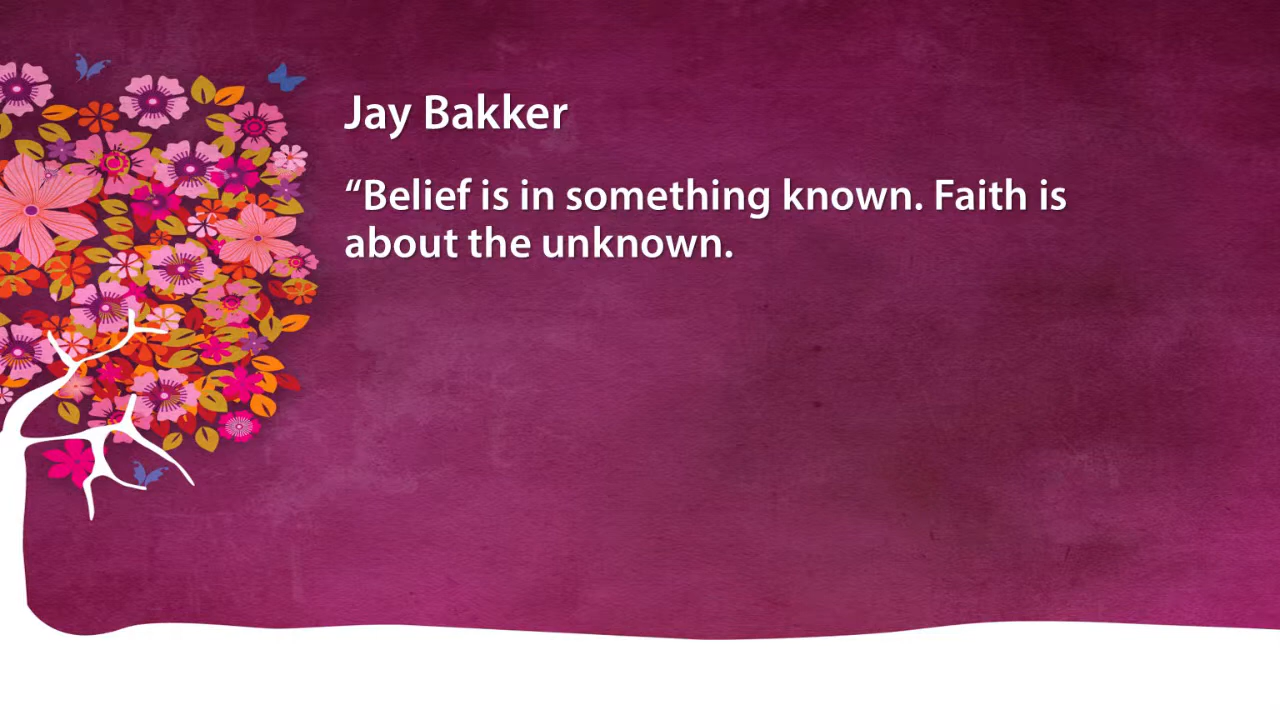 Jay Bakker
“Belief is in something known. Faith is
about the unknown.